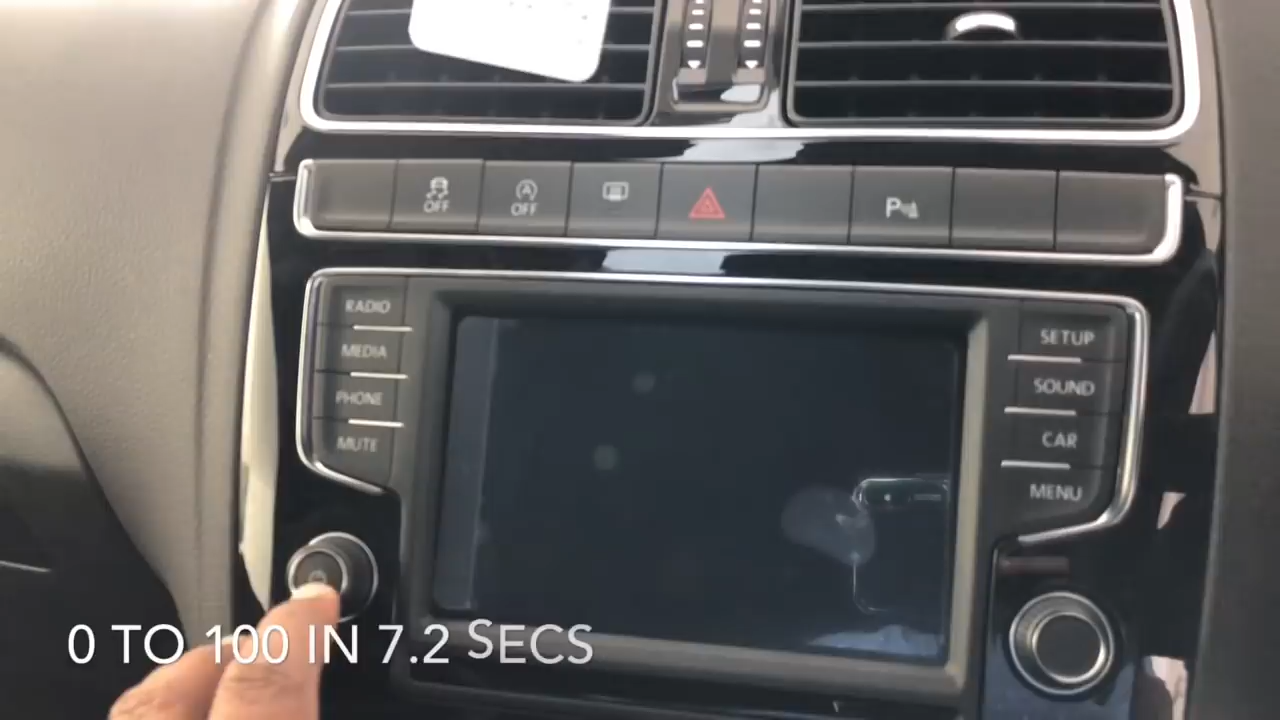 OFF
A
OFF
P
RADIO
MEDIA
PHONE
MUTE
SETUP
SOUND
CAR
MENU
0 TO 100 IN 7.2 SECS